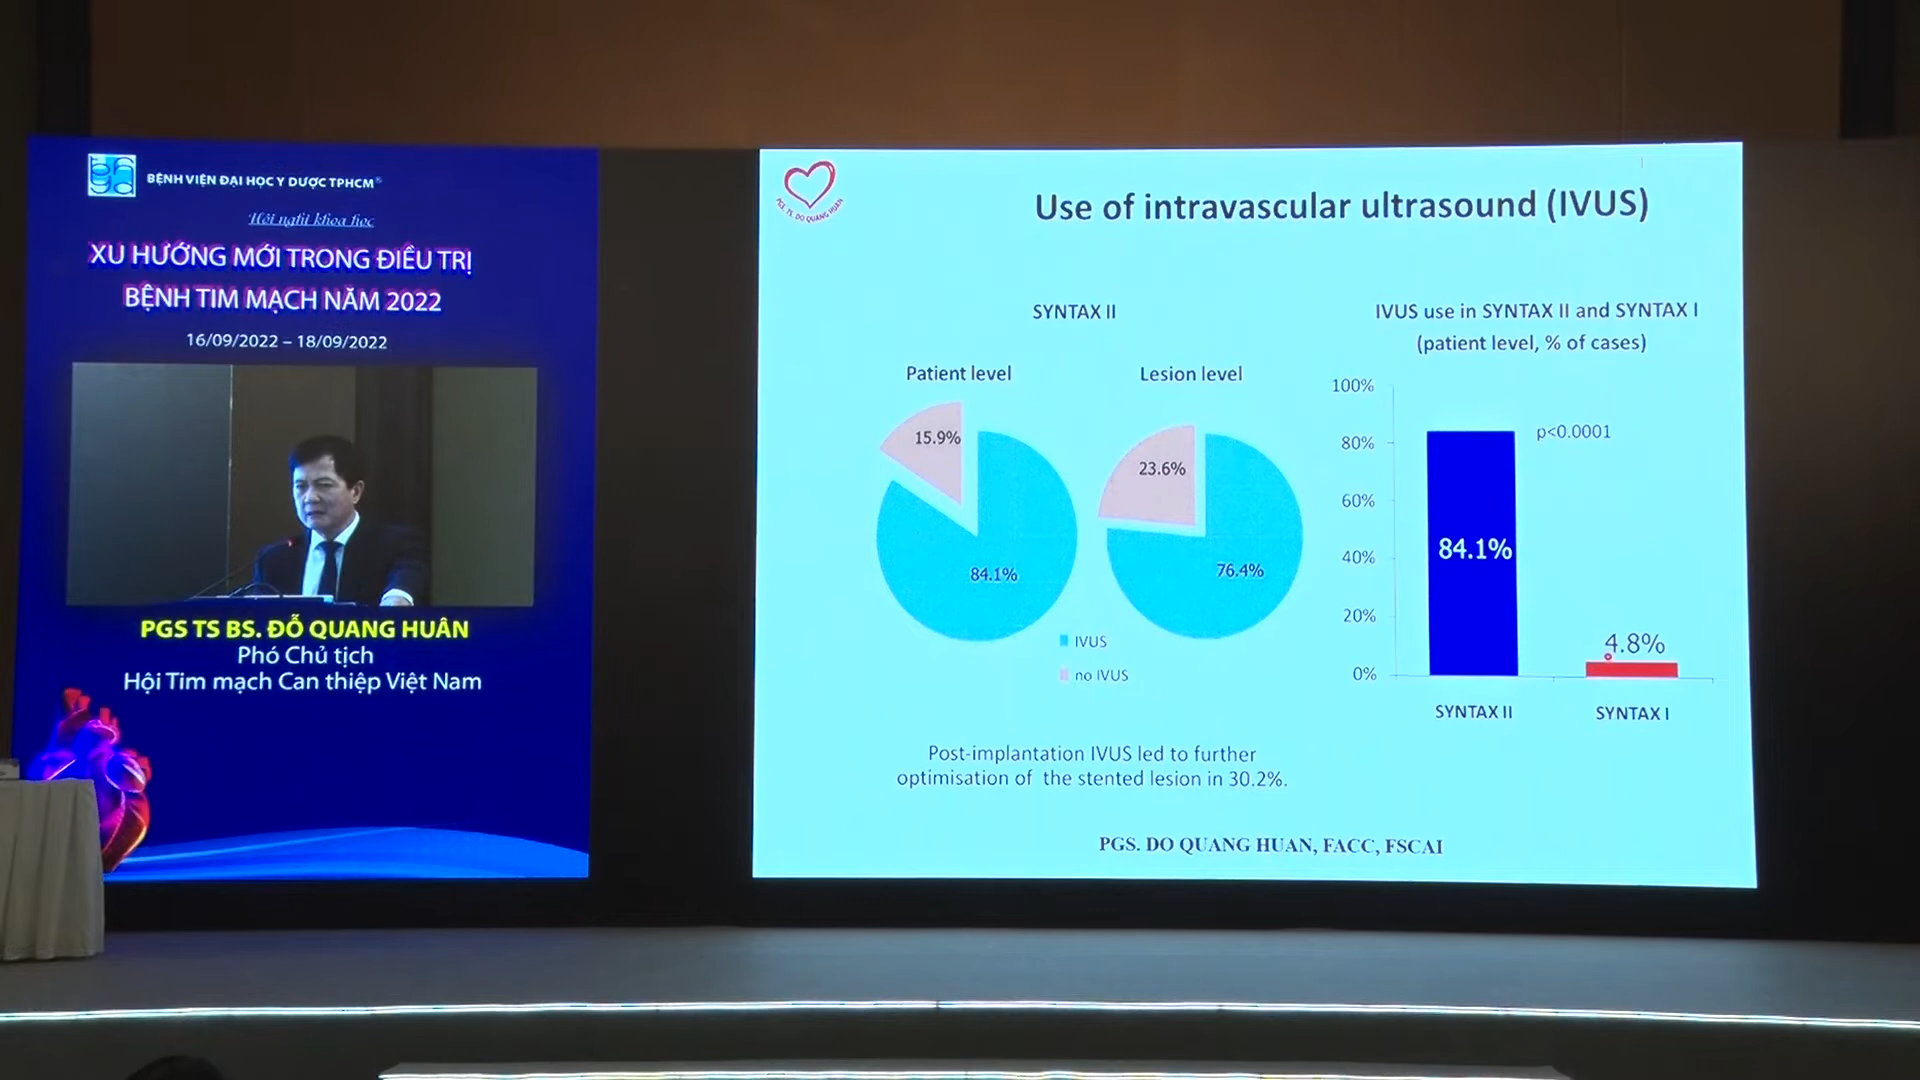 BỆNH VIỆN ĐẠI HỌC Y DƯỢC TPHCM®
Hội nghị khoa học
XU HƯỚNG MỚI TRONG ĐIỀU TRỊ
BỆNH TIM MẠCH NĂM 2022
16/09/2022 – 18/09/2022
PGS TS BS. ĐỖ QUANG HUÂN
Phó Chủ tịch
Hội Tim mạch Can thiệp Việt Nam
PGS. TS. DO QUANG HUAN
Use of intravascular ultrasound (IVUS)
SYNTAX II
Patient level
Lesion level
15.9%
84.1%
23.6%
76.4%
IVUS
no IVUS
Post-implantation IVUS led to further
optimisation of the stented lesion in 30.2%.
IVUS use in SYNTAX II and SYNTAX I
(patient level, % of cases)
100%
80%
60%
40%
20%
0%
p<0.0001
84.1%
4.8%
SYNTAX II
SYNTAX I
PGS. DO QUANG HUAN, FACC, FSCAI